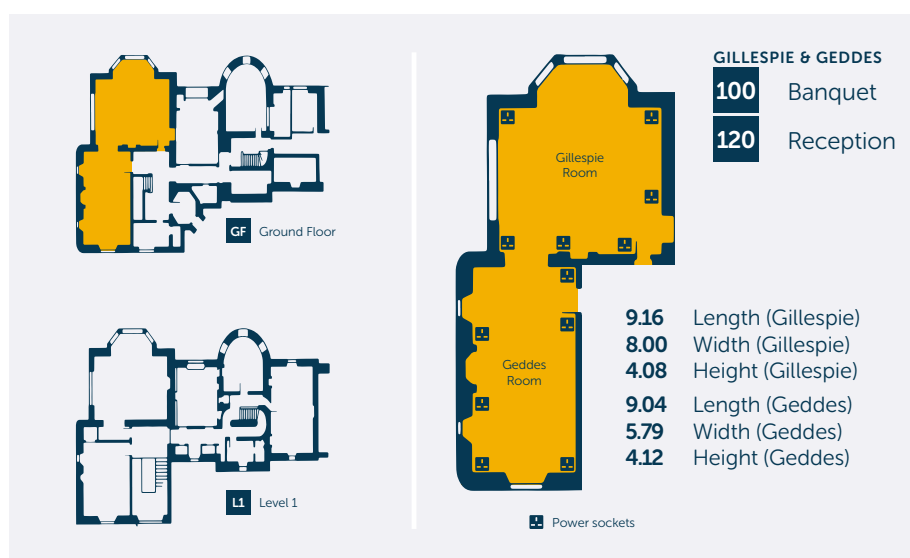 GF Ground Floor
L1 Level 1
Gillespie
Room
Geddes
Room
Power sockets
GILLESPIE & GEDDES
100 Banquet
120 Reception
9.16 Length (Gillespie)
8.00 Width (Gillespie)
4.08 Height (Gillespie)
9.04 Length (Geddes)
5.79 Width (Geddes)
4.12 Height (Geddes)